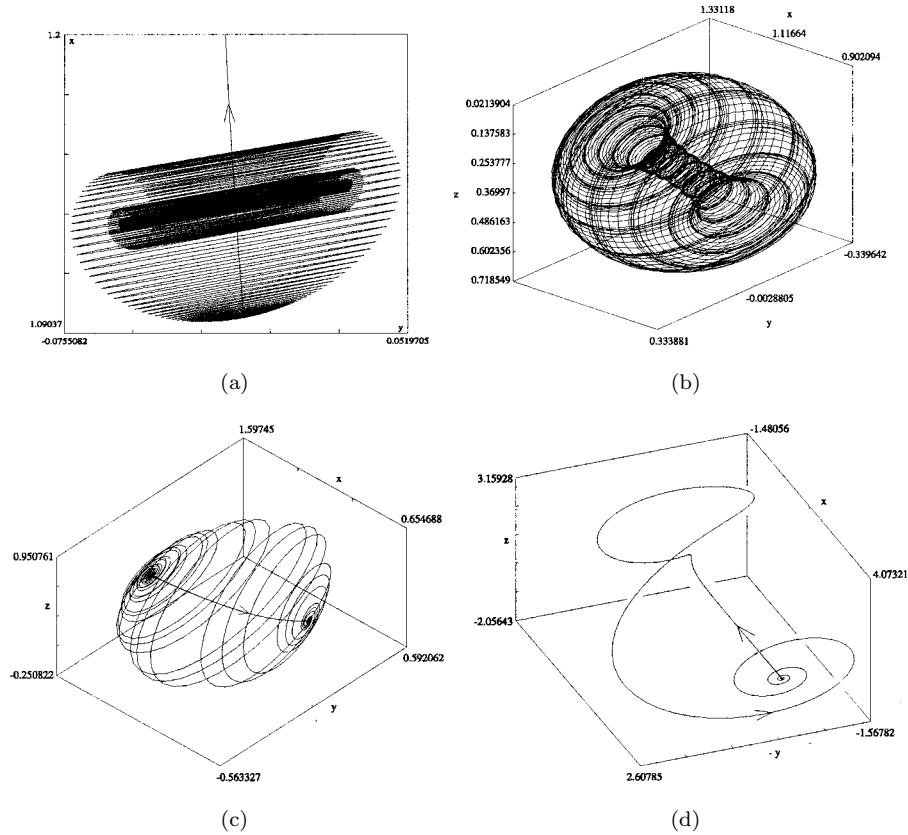 1.2
x
1.09037
-0.0755082
y
0.0519705
(a)
1.33118
x
1.11664
0.902094
0.0213904
0.137583
0.253777
z
0.36997
0.486163
0.602356
0.718549
-0.339642
-0.0028805
y
0.333881
(b)
1.59745
x
0.654688
0.950761
z
-0.250822
0.592062
y
-0.563327
(c)
-1.48056
3.15928
x
z
4.07321
-2.05643
-1.56782
- y
2.60785
(d)